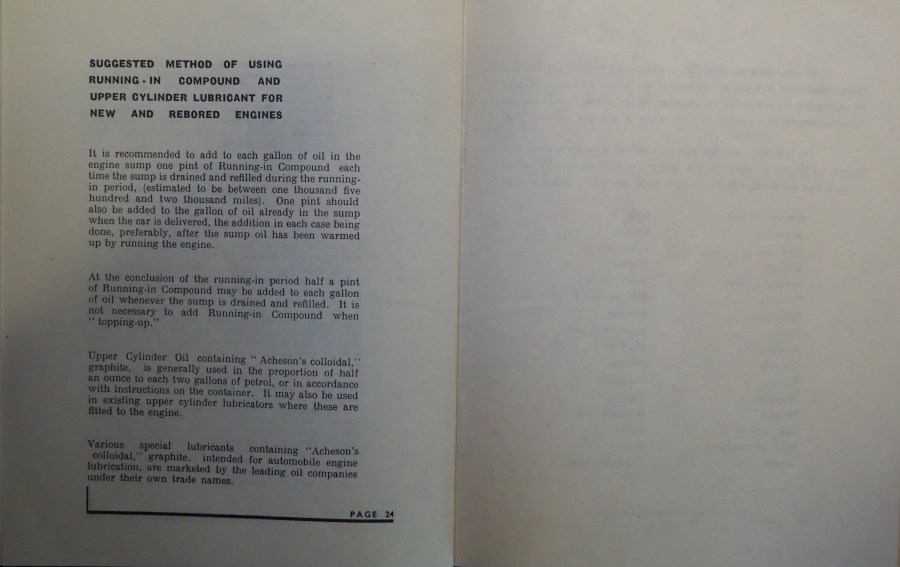 SUGGESTED METHOD OF USING
RUNNING-IN COMPOUND AND
UPPER CYLINDER LUBRICANT FOR
NEW AND REBORED ENGINES
It is recommended to add to each gallon of oil in the
engine sump one pint of Running-in Compound each
time the sump is drained and refilled during the running-
in period, (estimated to be between one thousand five
hundred and two thousand miles). One pint should
also be added to the gallon of oil already in the sump
when the car is delivered, the addition in each case being
done, preferably, after the sump oil has been warmed
up by running the engine.
At the conclusion of the running-in period half a pint
of Running-in Compound may be added to each gallon
of oil whenever the sump is drained and refilled. It is
not necessary to add Running-in Compound when
" topping-up."
Upper Cylinder Oil containing " Acheson's colloidal,"
graphite, is generally used in the proportion of half
an ounce to each two gallons of petrol, or in accordance
with instructions on the container. It may also be used
in existing upper cylinder lubricators where these are
fitted to the engine.
Various special lubricants containing "Acheson's
colloidal," graphite. intended for automobile engine
lubrication, are marketed by the leading oil companies
under their own trade names.
PAGE 24